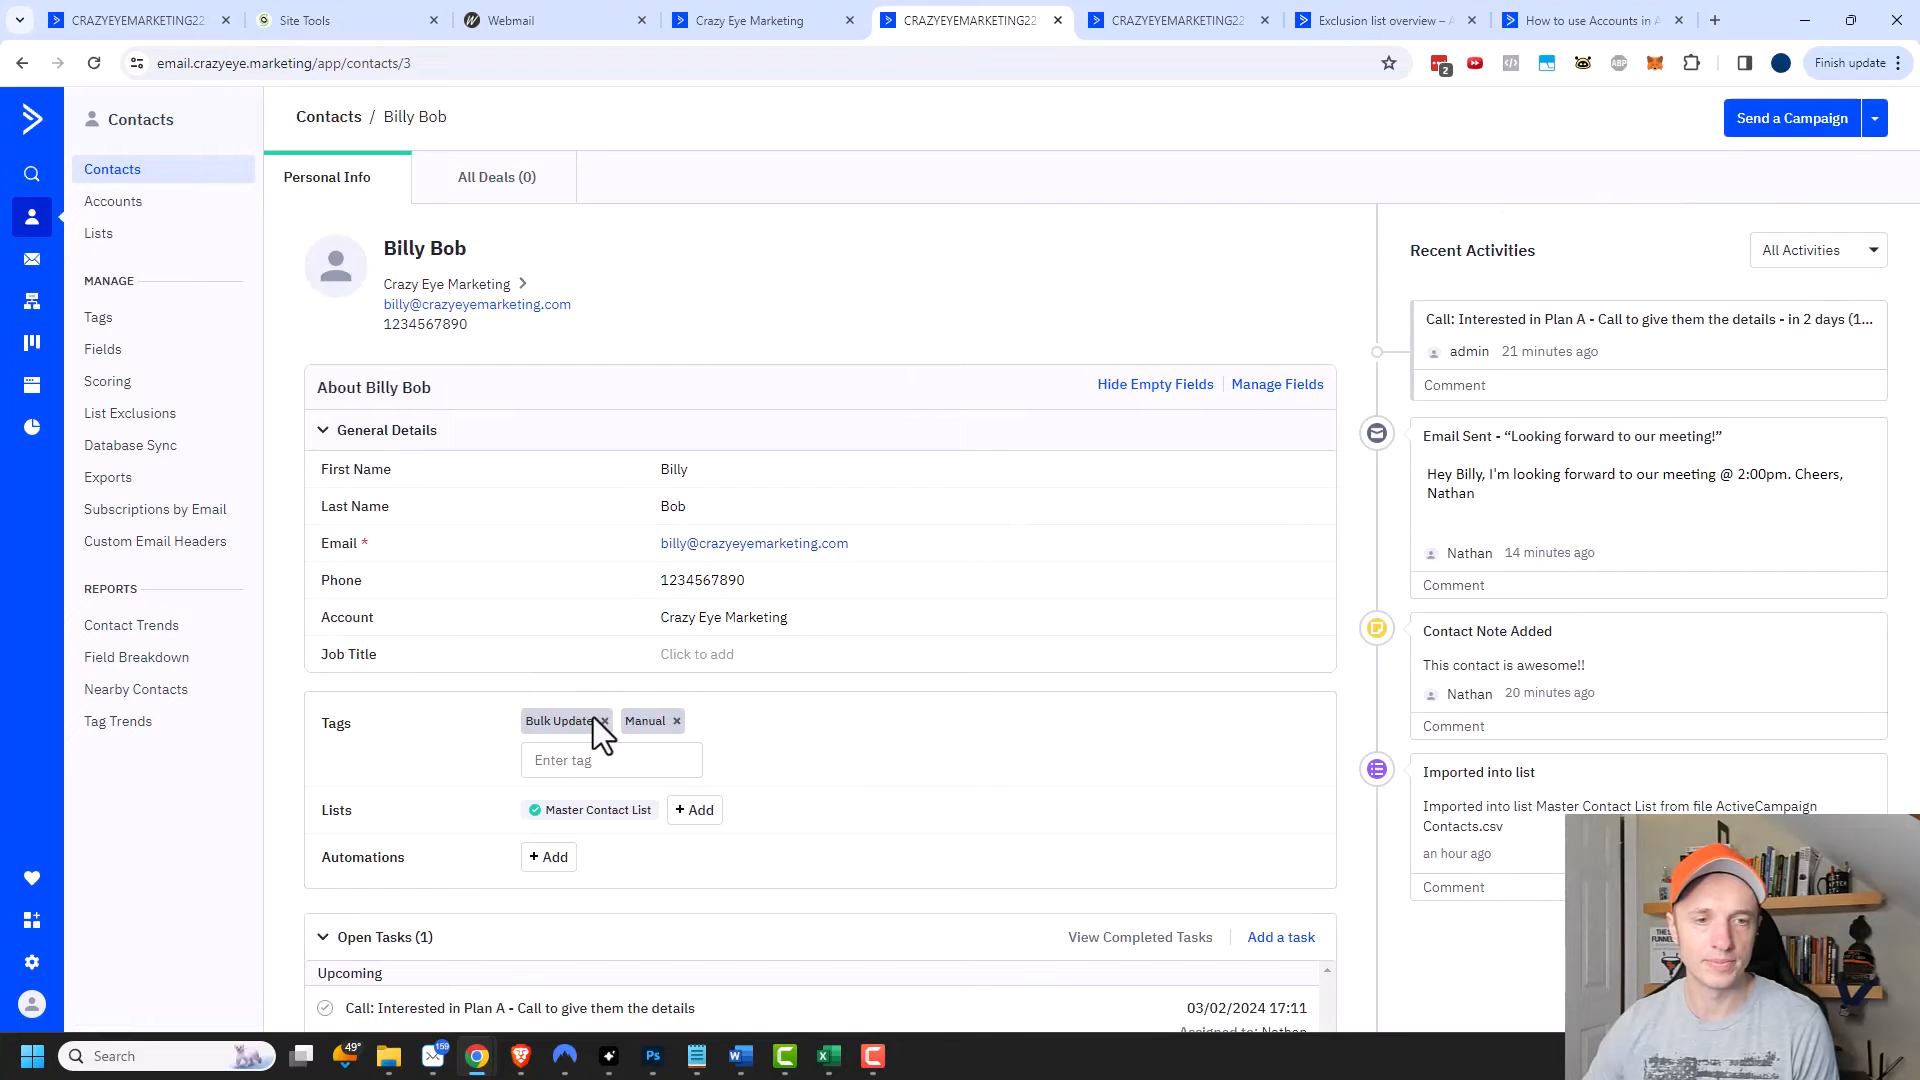 CRAZYEYEMARKETING22
Site Tools
Webmail
Crazy Eye Marketing
CRAZYEYEMARKETING22
CRAZYEYEMARKETING22
Exclusion list overview – A
How to use Accounts in A
email.crazyeye.marketing/app/contacts/3
2
ABP
Finish update
Contacts
Contacts
Accounts
Lists
MANAGE
Tags
Fields
Scoring
List Exclusions
Database Sync
Exports
Subscriptions by Email
Custom Email Headers
REPORTS
Contact Trends
Field Breakdown
Nearby Contacts
Tag Trends
Contacts / Billy Bob
Send a Campaign
Personal Info
All Deals (0)
Billy Bob
Crazy Eye Marketing
billy@crazyeyemarketing.com
1234567890
About Billy Bob
Hide Empty Fields
Manage Fields
General Details
First Name Billy
Last Name Bob
Email * billy@crazyeyemarketing.com
Phone 1234567890
Account Crazy Eye Marketing
Job Title Click to add
Tags
Bulk Update ×
Manual ×
Enter tag
Lists
Master Contact List
+ Add
Automations
+ Add
Open Tasks (1)
View Completed Tasks
Add a task
Upcoming
Call: Interested in Plan A - Call to give them the details
03/02/2024 17:11
Assigned to: Nathan
Recent Activities
All Activities
Call: Interested in Plan A - Call to give them the details - in 2 days (1...
admin 21 minutes ago
Comment
Email Sent - “Looking forward to our meeting!”
Hey Billy, I'm looking forward to our meeting @ 2:00pm. Cheers,
Nathan
Nathan 14 minutes ago
Comment
Contact Note Added
This contact is awesome!!
Nathan 20 minutes ago
Comment
Imported into list
Imported into list Master Contact List from file ActiveCampaign
Contacts.csv
an hour ago
Comment
Search
49°
159